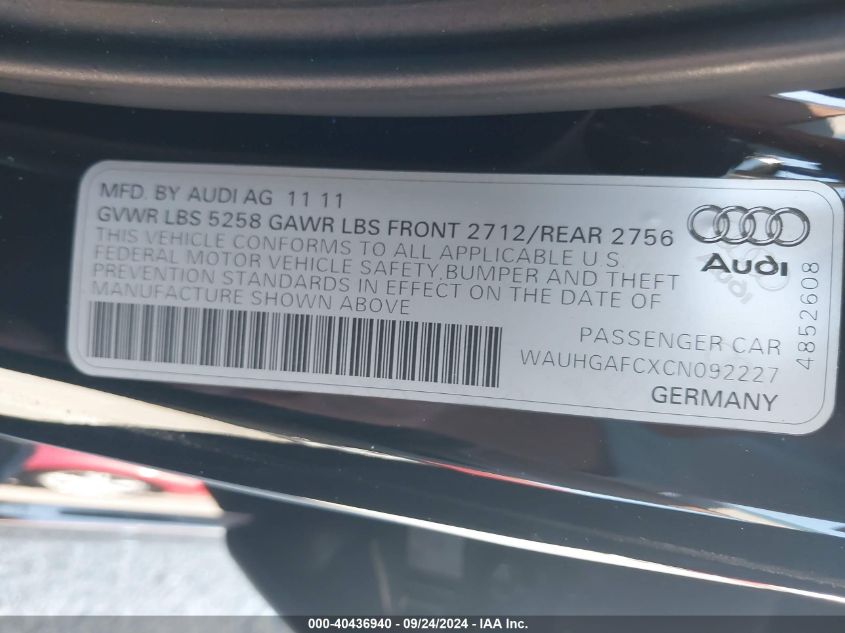 MFD. BY AUDI AG 11 11
GVWR LBS 5258 GAWR LBS FRONT 2712/REAR 2756
THIS VEHICLE CONFORMS TO ALL APPLICABLE U S
FEDERAL MOTOR VEHICLE SAFETY,BUMPER AND THEFT
PREVENTION STANDARDS IN EFFECT ON THE DATE OF
MANUFACTURE SHOWN ABOVE
Audi
Audi
4852608
PASSENGER CAR
WAUHGAFCXCN092227
GERMANY
000-40436940 - 09/24/2024 - IAA Inc.